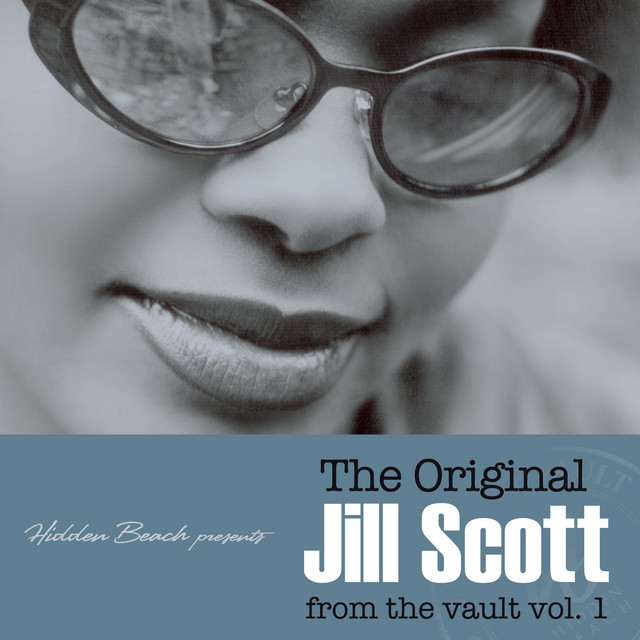 Hidden Beach presents
The Original
Jill Scott
from the vault vol. 1